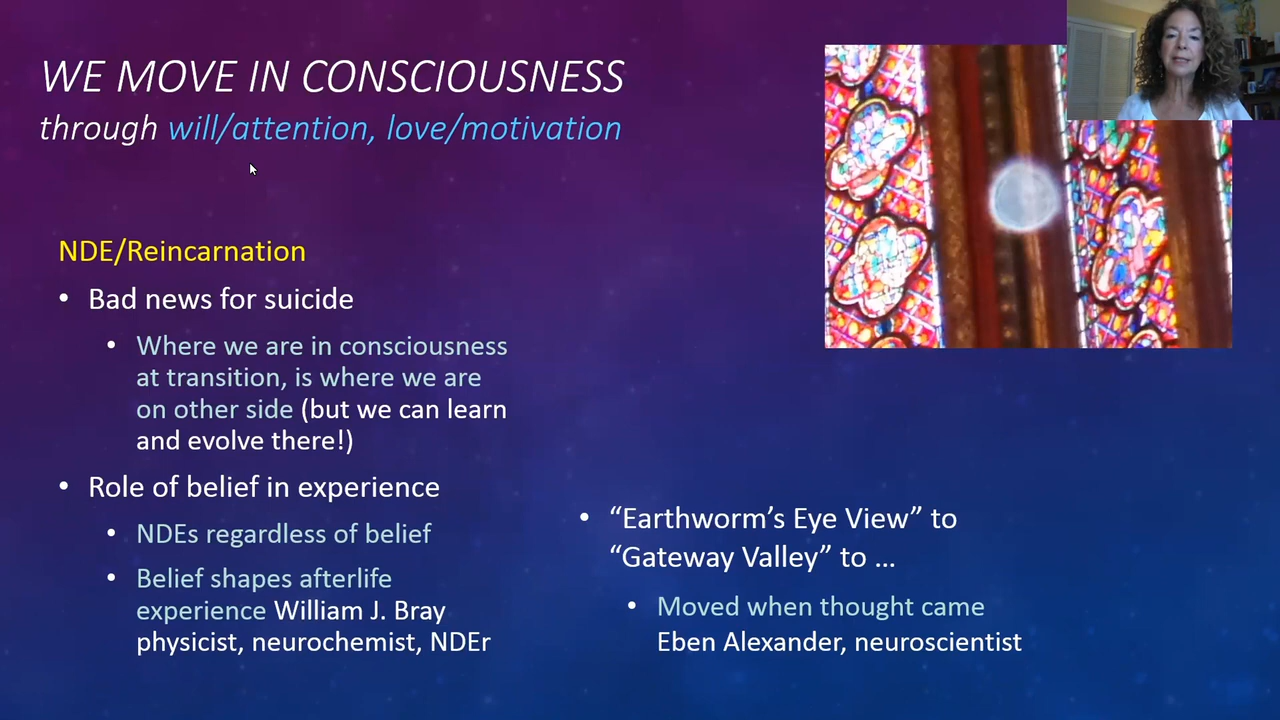 WE MOVE IN CONSCIOUSNESS
through will/attention, love/motivation
NDE/Reincarnation
• Bad news for suicide
• Where we are in consciousness
at transition, is where we are
on other side (but we can learn
and evolve there!)
• Role of belief in experience
• NDEs regardless of belief
• Belief shapes afterlife
experience William J. Bray
physicist, neurochemist, NDEr
• “Earthworm’s Eye View” to
“Gateway Valley” to ...
• Moved when thought came
Eben Alexander, neuroscientist